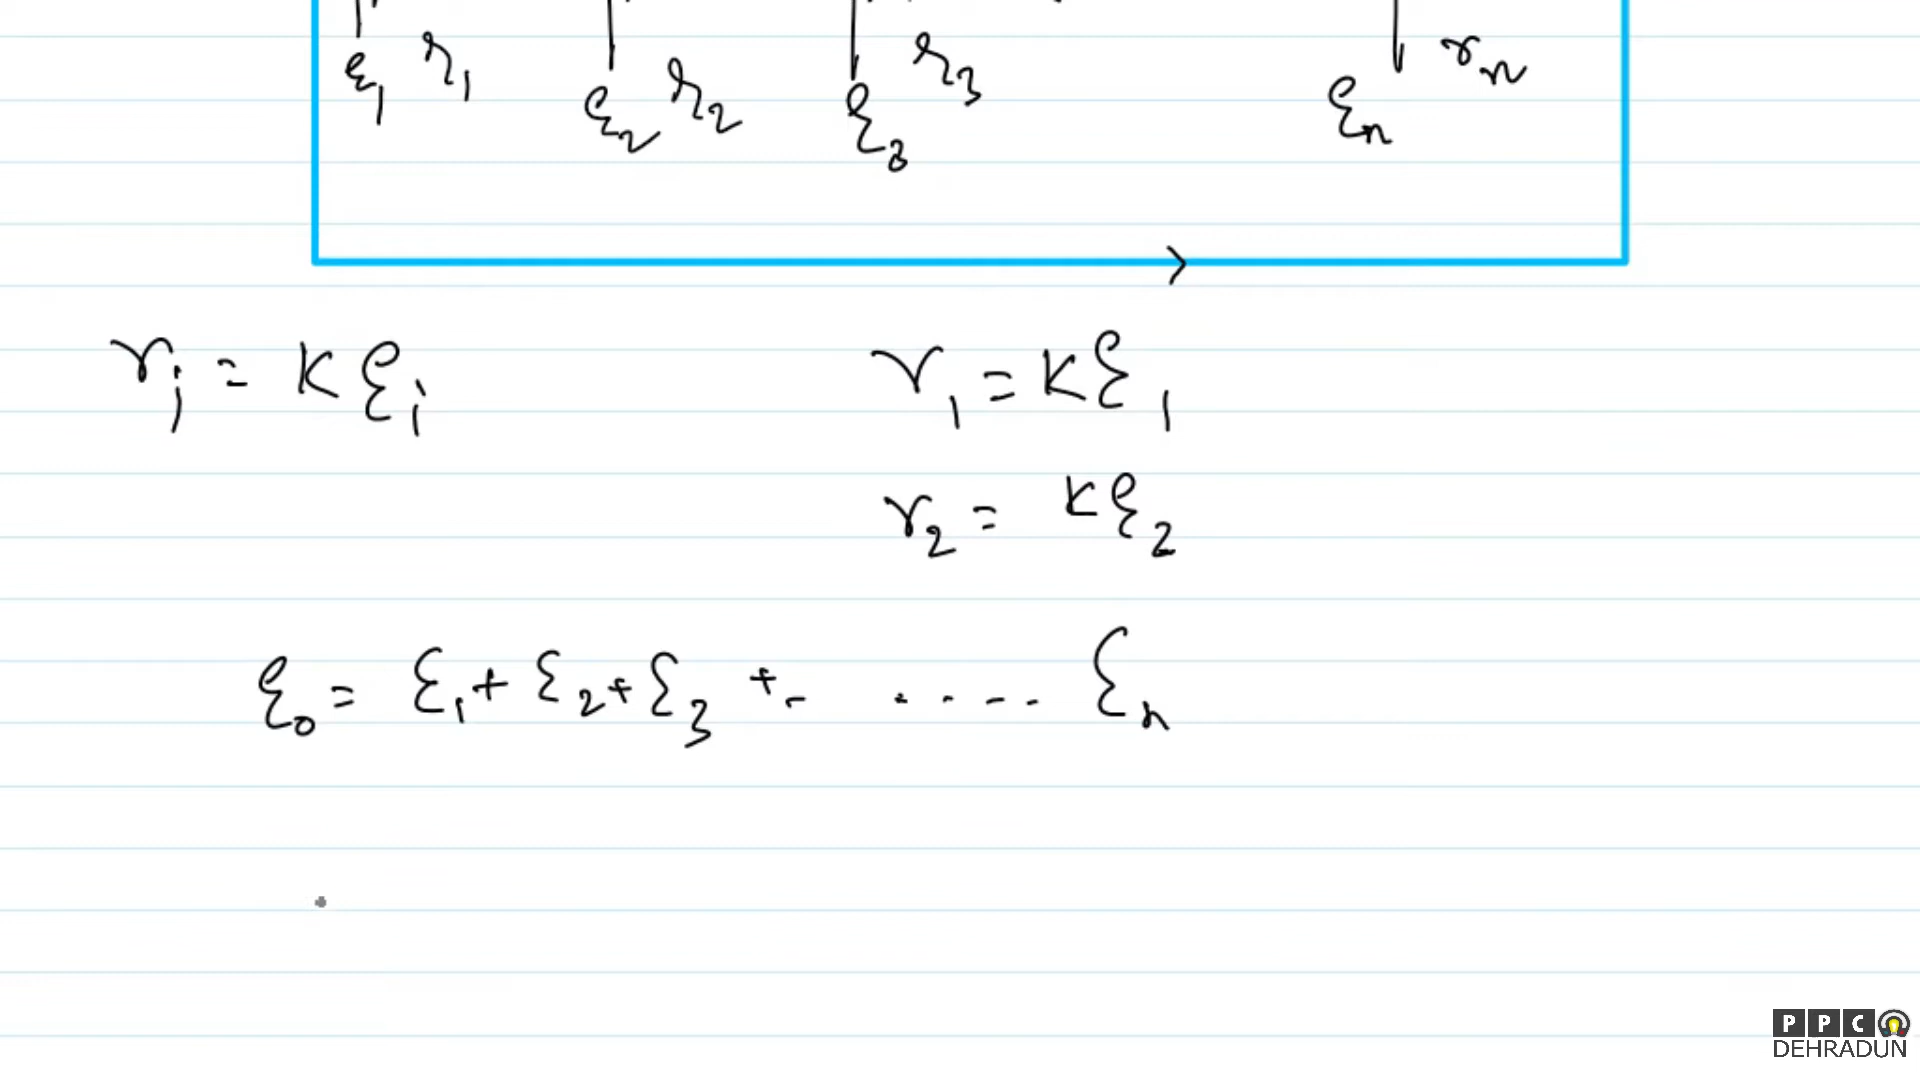 ε₁ r₁ ε₂ r₂ ε₃ r₃ εₙ rₙ
rᵢ = Kεᵢ r₁ = Kε₁
r₂ = Kε₂
ε₀ = ε₁ + ε₂ + ε₃ + - ..... εₙ
PPC
DEHRADUN